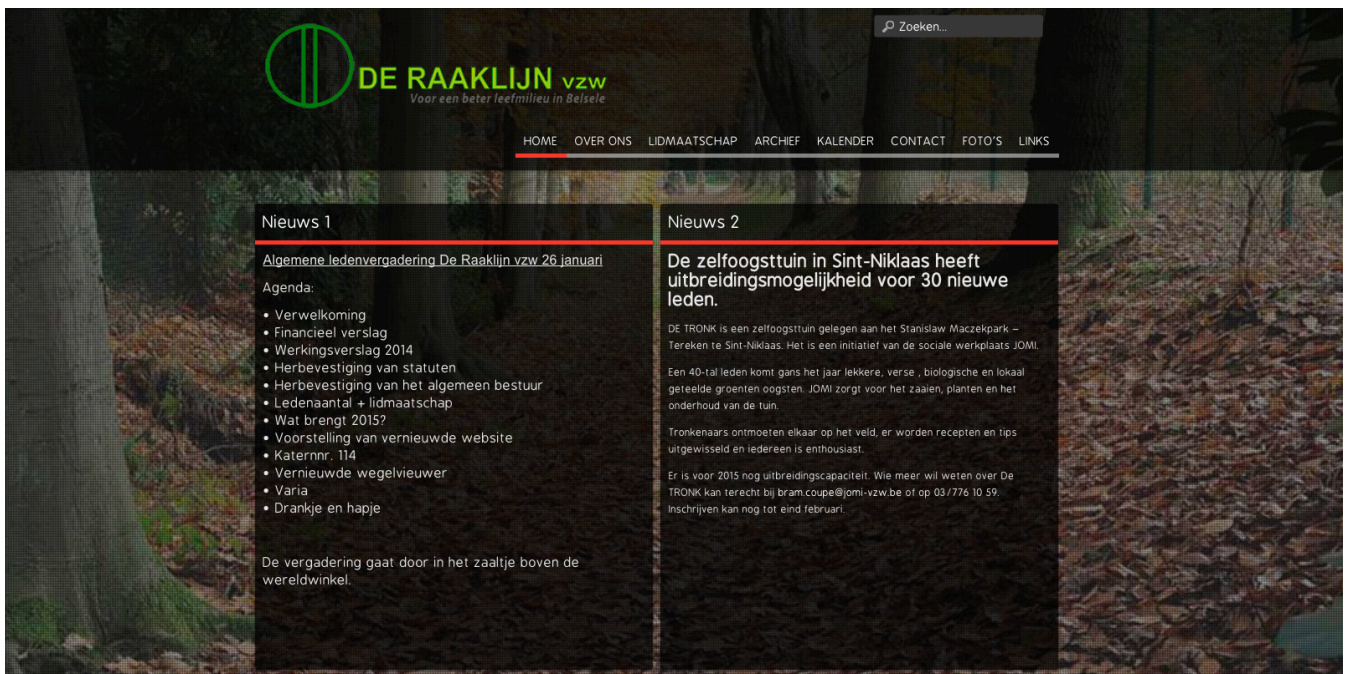 Zoeken...
DE RAAKLIJN vzw
Voor een beter leefmilieu in Belsele
HOME OVER ONS LIDMAATSCHAP ARCHIEF KALENDER CONTACT FOTO'S LINKS
Nieuws 1
Algemene ledenvergadering De Raaklijn vzw 26 januari
Agenda:
• Verwelkoming
• Financieel verslag
• Werkingsverslag 2014
• Herbevestiging van statuten
• Herbevestiging van het algemeen bestuur
• Ledenaantal + lidmaatschap
• Wat brengt 2015?
• Voorstelling van vernieuwde website
• Katernnr. 114
• Vernieuwde wegelvieuwer
• Varia
• Drankje en hapje
De vergadering gaat door in het zaaltje boven de
wereldwinkel.
Nieuws 2
De zelfoogsttuin in Sint-Niklaas heeft
uitbreidingsmogelijkheid voor 30 nieuwe
leden.
DE TRONK is een zelfoogsttuin gelegen aan het Stanislaw Maczekpark –
Tereken te Sint-Niklaas. Het is een initiatief van de sociale werkplaats JOMI.
Een 40-tal leden komt gans het jaar lekkere, verse , biologische en lokaal
geteelde groenten oogsten. JOMI zorgt voor het zaaien, planten en het
onderhoud van de tuin.
Tronkenaars ontmoeten elkaar op het veld, er worden recepten en tips
uitgewisseld en iedereen is enthousiast.
Er is voor 2015 nog uitbreidingscapaciteit. Wie meer wil weten over De
TRONK kan terecht bij bram.coupe@jomi-vzw.be of op 03/776 10 59.
Inschrijven kan nog tot eind februari.